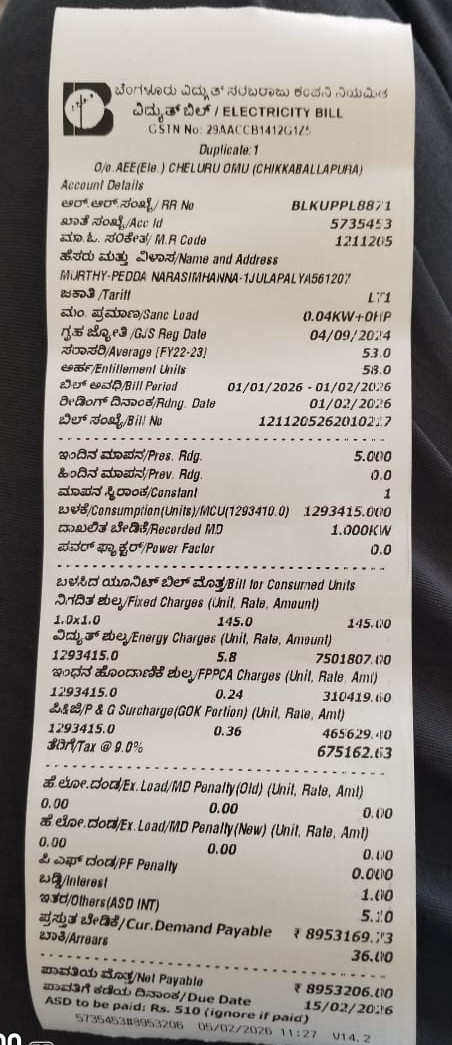 ಬೆಂಗಳೂರು ವಿದ್ಯುತ್ ಸರಬರಾಜು ಕಂಪನಿ ನಿಯಮಿತ
ವಿದ್ಯುತ್ ಬಿಲ್ / ELECTRICITY BILL
GSTN No: 29AACCB1412G1Z5
Duplicate:1
O/o.AEE(Ele.) CHELURU OMU (CHIKKABALLAPURA)
Account Details
ಆರ್.ಆರ್.ಸಂಖ್ಯೆ/ RR No BLKUPPL8871
ಖಾತೆ ಸಂಖ್ಯೆ/Acc Id 5735453
ಮಾ.ಓ. ಸಂಕೇತ/ M.R Code 1211205
ಹೆಸರು ಮತ್ತು ವಿಳಾಸ/Name and Address
MURTHY-PEDDA NARASIMHANNA-1JULAPALYA561207
ಜಕಾತಿ /Tariff LT1
ಮಂ. ಪ್ರಮಾಣ/Sanc Load 0.04KW+0HP
ಗೃಹ ಜ್ಯೋತಿ /GJS Reg Date 04/09/2024
ಸರಾಸರಿ/Average [FY22-23] 53.0
ಅರ್ಹ/Entitlement Units 58.0
ಬಿಲ್ ಅವಧಿ/Bill Period 01/01/2026 - 01/02/2026
ರೀಡಿಂಗ್ ದಿನಾಂಕ/Rdng. Date 01/02/2026
ಬಿಲ್ ಸಂಖ್ಯೆ/Bill No 1211205262010217
ಇಂದಿನ ಮಾಪನ/Pres. Rdg. 5.000
ಹಿಂದಿನ ಮಾಪನ/Prev. Rdg. 0.0
ಮಾಪನ ಸ್ಥಿರಾಂಕ/Constant 1
ಬಳಕೆ/Consumption(Units)/MCU(1293410.0) 1293415.000
ದಾಖಲಿತ ಬೇಡಿಕೆ/Recorded MD 1.000KW
ಪವರ್ ಫ್ಯಾಕ್ಟರ್/Power Factor 0.0
ಬಳಸಿದ ಯೂನಿಟ್ ಬಿಲ್ ಮೊತ್ತ/Bill for Consumed Units
ನಿಗದಿತ ಶುಲ್ಕ/Fixed Charges (Unit, Rate, Amount)
1.0x1.0 145.0 145.00
ವಿದ್ಯುತ್ ಶುಲ್ಕ/Energy Charges (Unit, Rate, Amount)
1293415.0 5.8 7501807.00
ಇಂಧನ ಹೊಂದಾಣಿಕೆ ಶುಲ್ಕ/FPPCA Charges (Unit, Rate, Amt)
1293415.0 0.24 310419.60
ಪಿ&ಜಿ/P & G Surcharge(GOK Portion) (Unit, Rate, Amt)
1293415.0 0.36 465629.40
ತೆರಿಗೆ/Tax @ 9.0% 675162.63
ಹೆ.ಲೋ.ದಂಡ/Ex.Load/MD Penalty(Old) (Unit, Rate, Amt)
0.00 0.00 0.00
ಹೆ.ಲೋ.ದಂಡ/Ex.Load/MD Penalty(New) (Unit, Rate, Amt)
0.00 0.00 0.00
ಪಿ ಎಫ್ ದಂಡ/PF Penalty 0.000
ಬಡ್ಡಿ/Interest 1.00
ಇತರ/Others(ASD INT) 5.10
ಪ್ರಸ್ತುತ ಬೇಡಿಕೆ/Cur.Demand Payable ₹ 8953169.73
ಬಾಕಿ/Arrears 36.00
ಪಾವತಿಯ ಮೊತ್ತ/Net Payable ₹ 8953206.00
ಪಾವತಿಗೆ ಕಡೆಯ ದಿನಾಂಕ/Due Date 15/02/2026
ASD to be paid: Rs. 510 (ignore if paid)
5735453#8953206 05/02/2026 11:27 V14.2